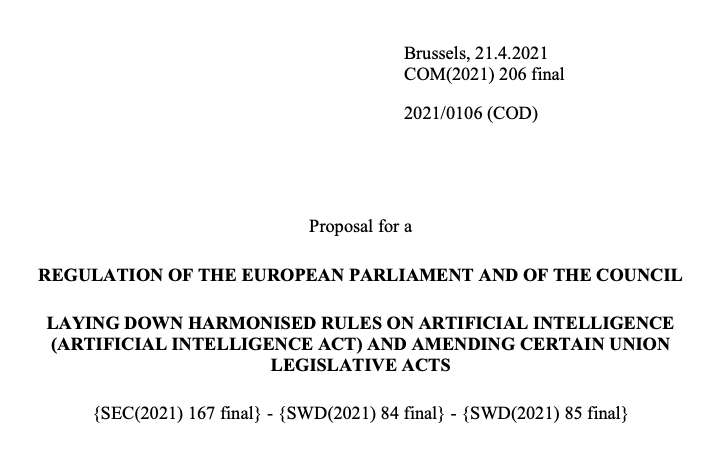 Brussels, 21.4.2021
COM(2021) 206 final
2021/0106 (COD)
Proposal for a
REGULATION OF THE EUROPEAN PARLIAMENT AND OF THE COUNCIL
LAYING DOWN HARMONISED RULES ON ARTIFICIAL INTELLIGENCE
(ARTIFICIAL INTELLIGENCE ACT) AND AMENDING CERTAIN UNION
LEGISLATIVE ACTS
{SEC(2021) 167 final} - {SWD(2021) 84 final} - {SWD(2021) 85 final}